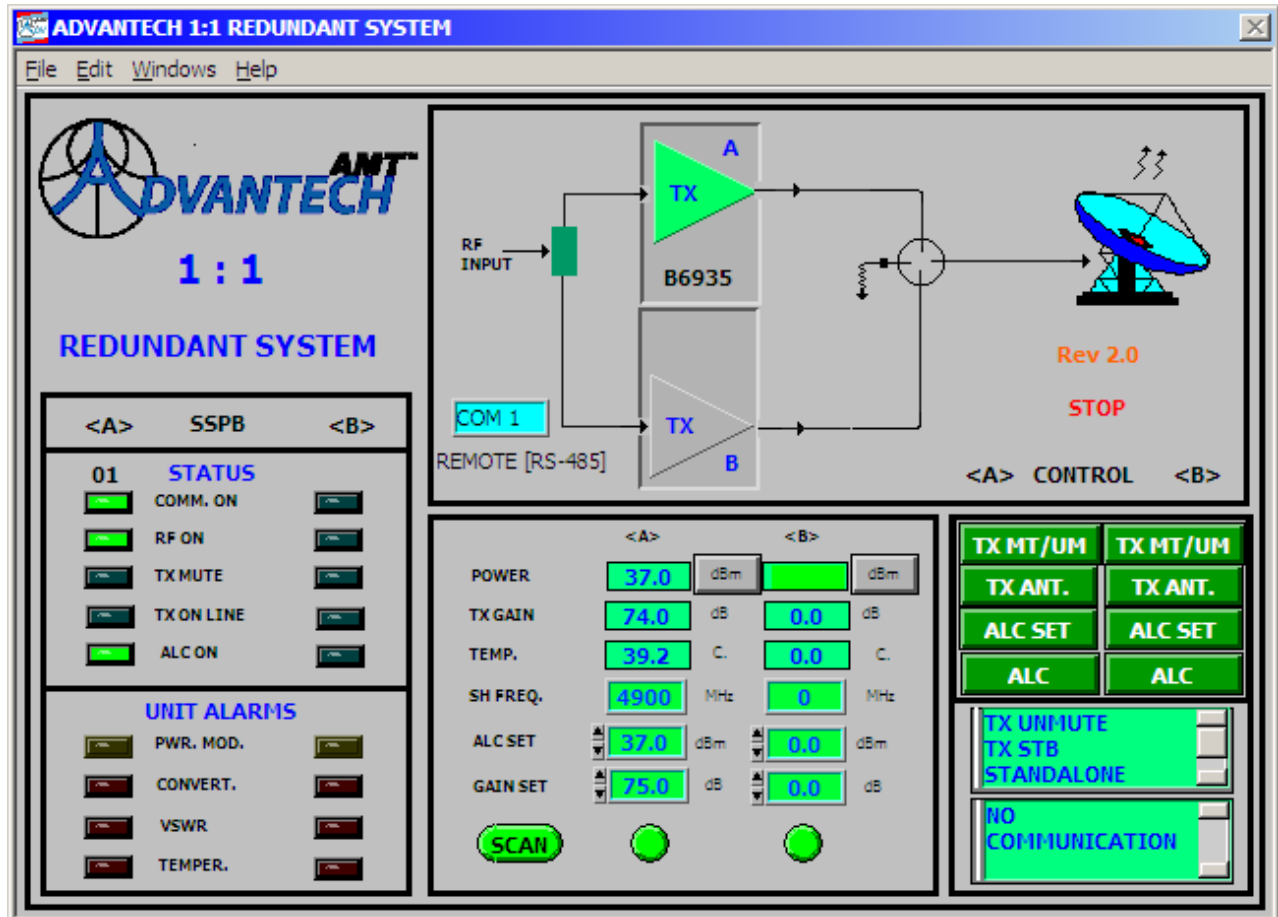 ADVANTECH 1:1 REDUNDANT SYSTEM
File Edit Windows Help
ADVANTECH AMT™
1 : 1
REDUNDANT SYSTEM
A
TX
B6935
RF
INPUT
TX
B
COM 1
REMOTE [RS-485]
Rev 2.0
STOP
<A> CONTROL <B>
<A> SSPB <B>
01 STATUS
COMM. ON
RF ON
TX MUTE
TX ON LINE
ALC ON
UNIT ALARMS
PWR. MOD.
CONVERT.
VSWR
TEMPER.
<A> <B>
POWER 37.0 dBm dBm
TX GAIN 74.0 dB 0.0 dB
TEMP. 39.2 C. 0.0 C.
SH FREQ. 4900 MHz 0 MHz
ALC SET 37.0 dBm 0.0 dBm
GAIN SET 75.0 dB 0.0 dB
SCAN
TX MT/UM TX MT/UM
TX ANT. TX ANT.
ALC SET ALC SET
ALC ALC
TX UNMUTE
TX STB
STANDALONE
NO
COMMUNICATION